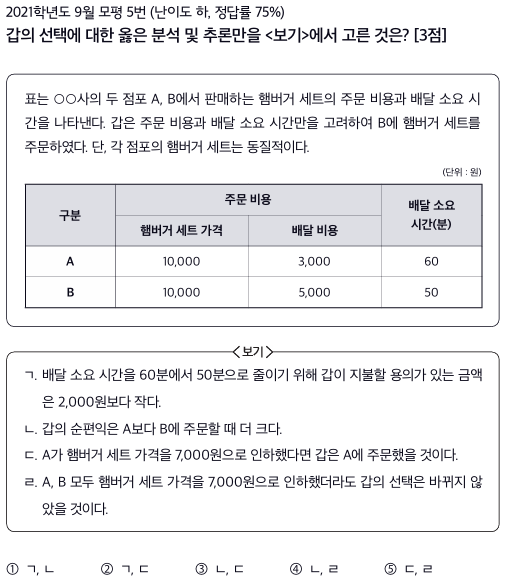 2021학년도 9월 모평 5번 (난이도 하, 정답률 75%)
갑의 선택에 대한 옳은 분석 및 추론만을 <보기>에서 고른 것은? [3점]
표는 ○○사의 두 점포 A, B에서 판매하는 햄버거 세트의 주문 비용과 배달 소요 시
간을 나타낸다. 갑은 주문 비용과 배달 소요 시간만을 고려하여 B에 햄버거 세트를
주문하였다. 단, 각 점포의 햄버거 세트는 동질적이다.
(단위 : 원)
구분 주문 비용 배달 소요
시간(분)
햄버거 세트 가격 배달 비용
A 10,000 3,000 60
B 10,000 5,000 50
<보기>
ㄱ. 배달 소요 시간을 60분에서 50분으로 줄이기 위해 갑이 지불할 용의가 있는 금액
은 2,000원보다 작다.
ㄴ. 갑의 순편익은 A보다 B에 주문할 때 더 크다.
ㄷ. A가 햄버거 세트 가격을 7,000원으로 인하했다면 갑은 A에 주문했을 것이다.
ㄹ. A, B 모두 햄버거 세트 가격을 7,000원으로 인하했더라도 갑의 선택은 바뀌지 않
았을 것이다.
① ㄱ, ㄴ ② ㄱ, ㄷ ③ ㄴ, ㄷ ④ ㄴ, ㄹ ⑤ ㄷ, ㄹ